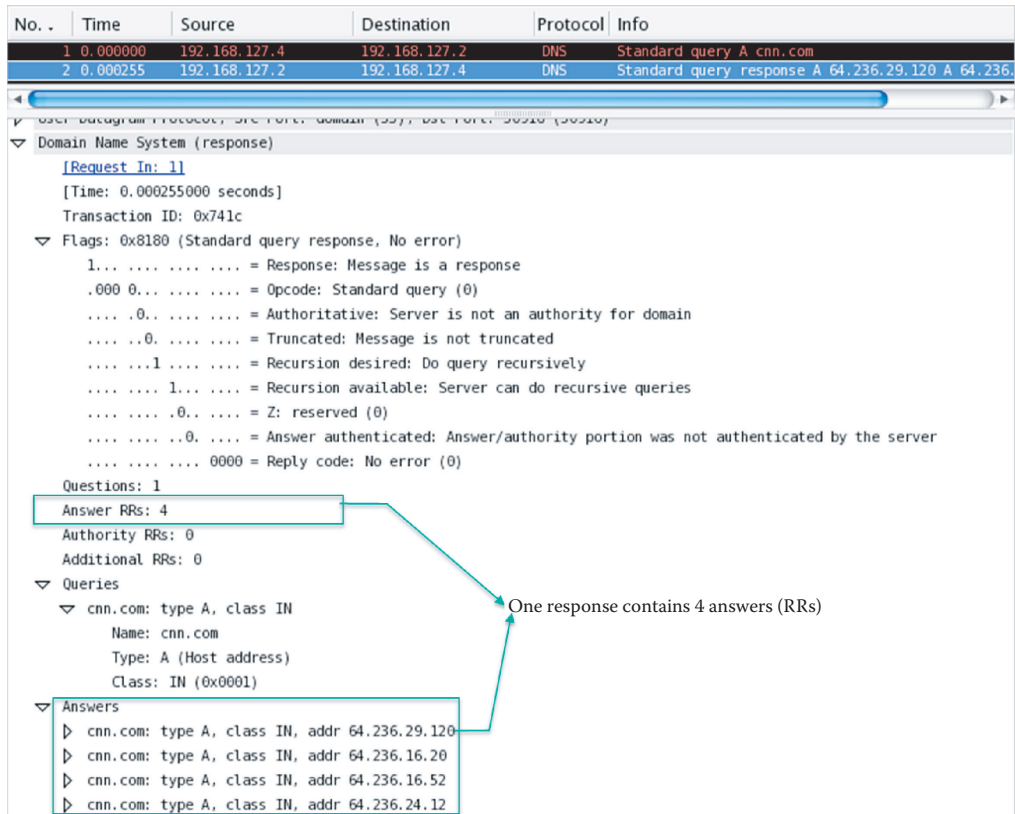 No. . Time Source Destination Protocol Info
1 0.000000 192.168.127.4 192.168.127.2 DNS Standard query A cnn.com
2 0.000255 192.168.127.2 192.168.127.4 DNS Standard query response A 64.236.29.120 A 64.236.
User Datagram Protocol, Src Port: domain (53), Dst Port:
Domain Name System (response)
[Request In: 1]
[Time: 0.000255000 seconds]
Transaction ID: 0x741c
Flags: 0x8180 (Standard query response, No error)
1... .... .... .... = Response: Message is a response
.000 0... .... .... = Opcode: Standard query (0)
.... .0.. .... .... = Authoritative: Server is not an authority for domain
.... ..0. .... .... = Truncated: Message is not truncated
.... ...1 .... .... = Recursion desired: Do query recursively
.... .... 1... .... = Recursion available: Server can do recursive queries
.... .... .0.. .... = Z: reserved (0)
.... .... ..0. .... = Answer authenticated: Answer/authority portion was not authenticated by the server
.... .... .... 0000 = Reply code: No error (0)
Questions: 1
Answer RRs: 4
Authority RRs: 0
Additional RRs: 0
Queries
cnn.com: type A, class IN
One response contains 4 answers (RRs)
Name: cnn.com
Type: A (Host address)
Class: IN (0x0001)
Answers
cnn.com: type A, class IN, addr 64.236.29.120
cnn.com: type A, class IN, addr 64.236.16.20
cnn.com: type A, class IN, addr 64.236.16.52
cnn.com: type A, class IN, addr 64.236.24.12